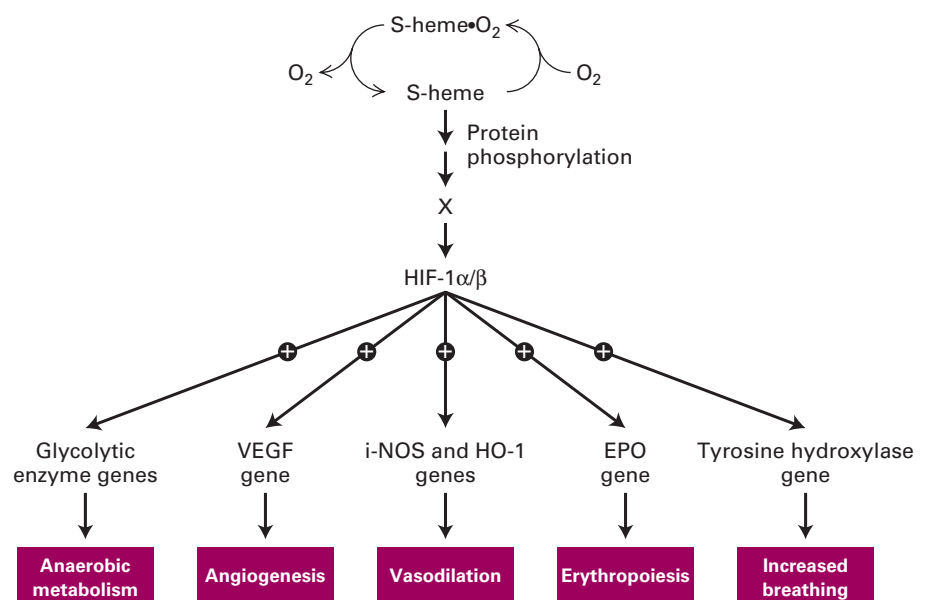 S-heme•O₂
O₂
O₂
S-heme
Protein
phosphorylation
X
HIF-1α/β
+ + + + +
Glycolytic
enzyme genes
VEGF
gene
i-NOS and HO-1
genes
EPO
gene
Tyrosine hydroxylase
gene
Anaerobic
metabolism
Angiogenesis
Vasodilation
Erythropoiesis
Increased
breathing